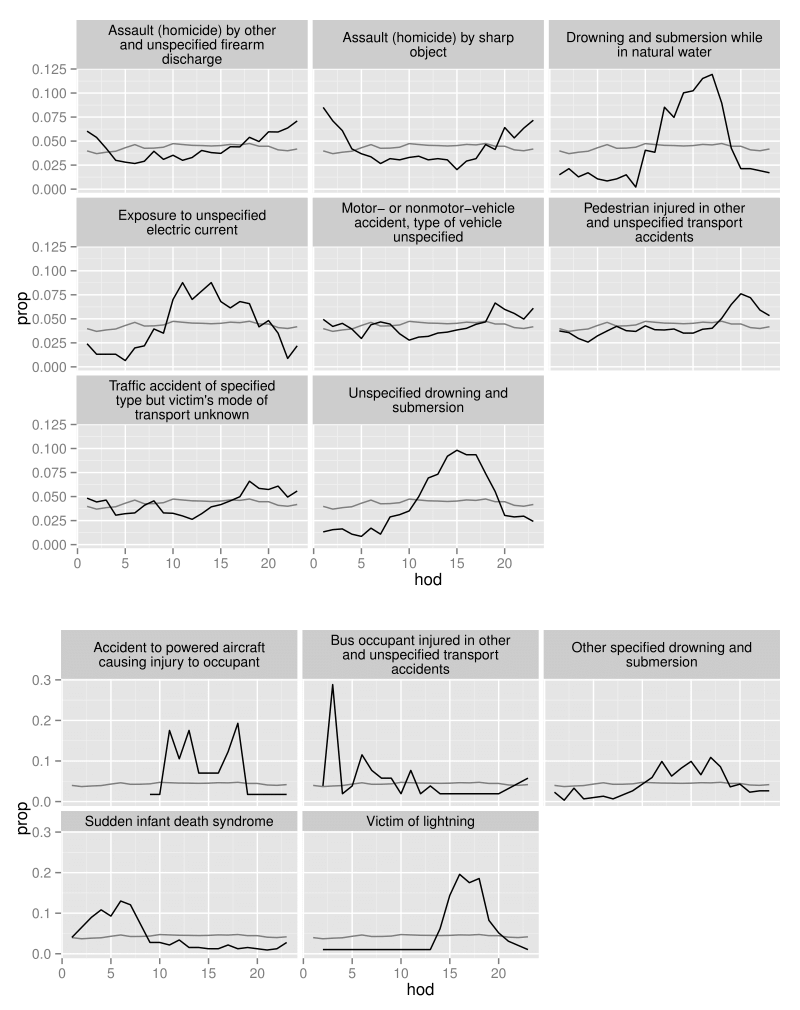 Assault (homicide) by other
and unspecified firearm
discharge
Assault (homicide) by sharp
object
Drowning and submersion while
in natural water
0.125
0.100
0.075
0.050
0.025
0.000
Exposure to unspecified
electric current
Motor− or nonmotor−vehicle
accident, type of vehicle
unspecified
Pedestrian injured in other
and unspecified transport
accidents
0.125
0.100
0.075
0.050
0.025
0.000
prop
Traffic accident of specified
type but victim's mode of
transport unknown
Unspecified drowning and
submersion
0.125
0.100
0.075
0.050
0.025
0.000
0 5 10 15 20
0 5 10 15 20
hod
Accident to powered aircraft
causing injury to occupant
Bus occupant injured in other
and unspecified transport
accidents
Other specified drowning and
submersion
0.3
0.2
0.1
0.0
prop
Sudden infant death syndrome
Victim of lightning
0.3
0.2
0.1
0.0
0 5 10 15 20
0 5 10 15 20
hod